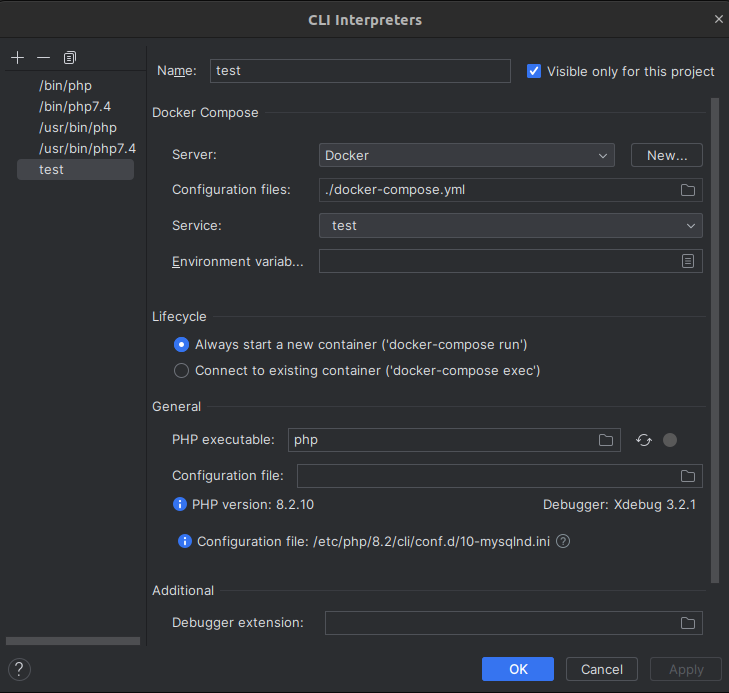 CLI Interpreters
/bin/php
/bin/php7.4
/usr/bin/php
/usr/bin/php7.4
test
Name: test Visible only for this project
Docker Compose
Server: Docker New...
Configuration files: ./docker-compose.yml
Service: test
Environment variab...
Lifecycle
Always start a new container ('docker-compose run')
Connect to existing container ('docker-compose exec')
General
PHP executable: php
Configuration file:
PHP version: 8.2.10 Debugger: Xdebug 3.2.1
Configuration file: /etc/php/8.2/cli/conf.d/10-mysqlnd.ini ?
Additional
Debugger extension:
? OK Cancel Apply